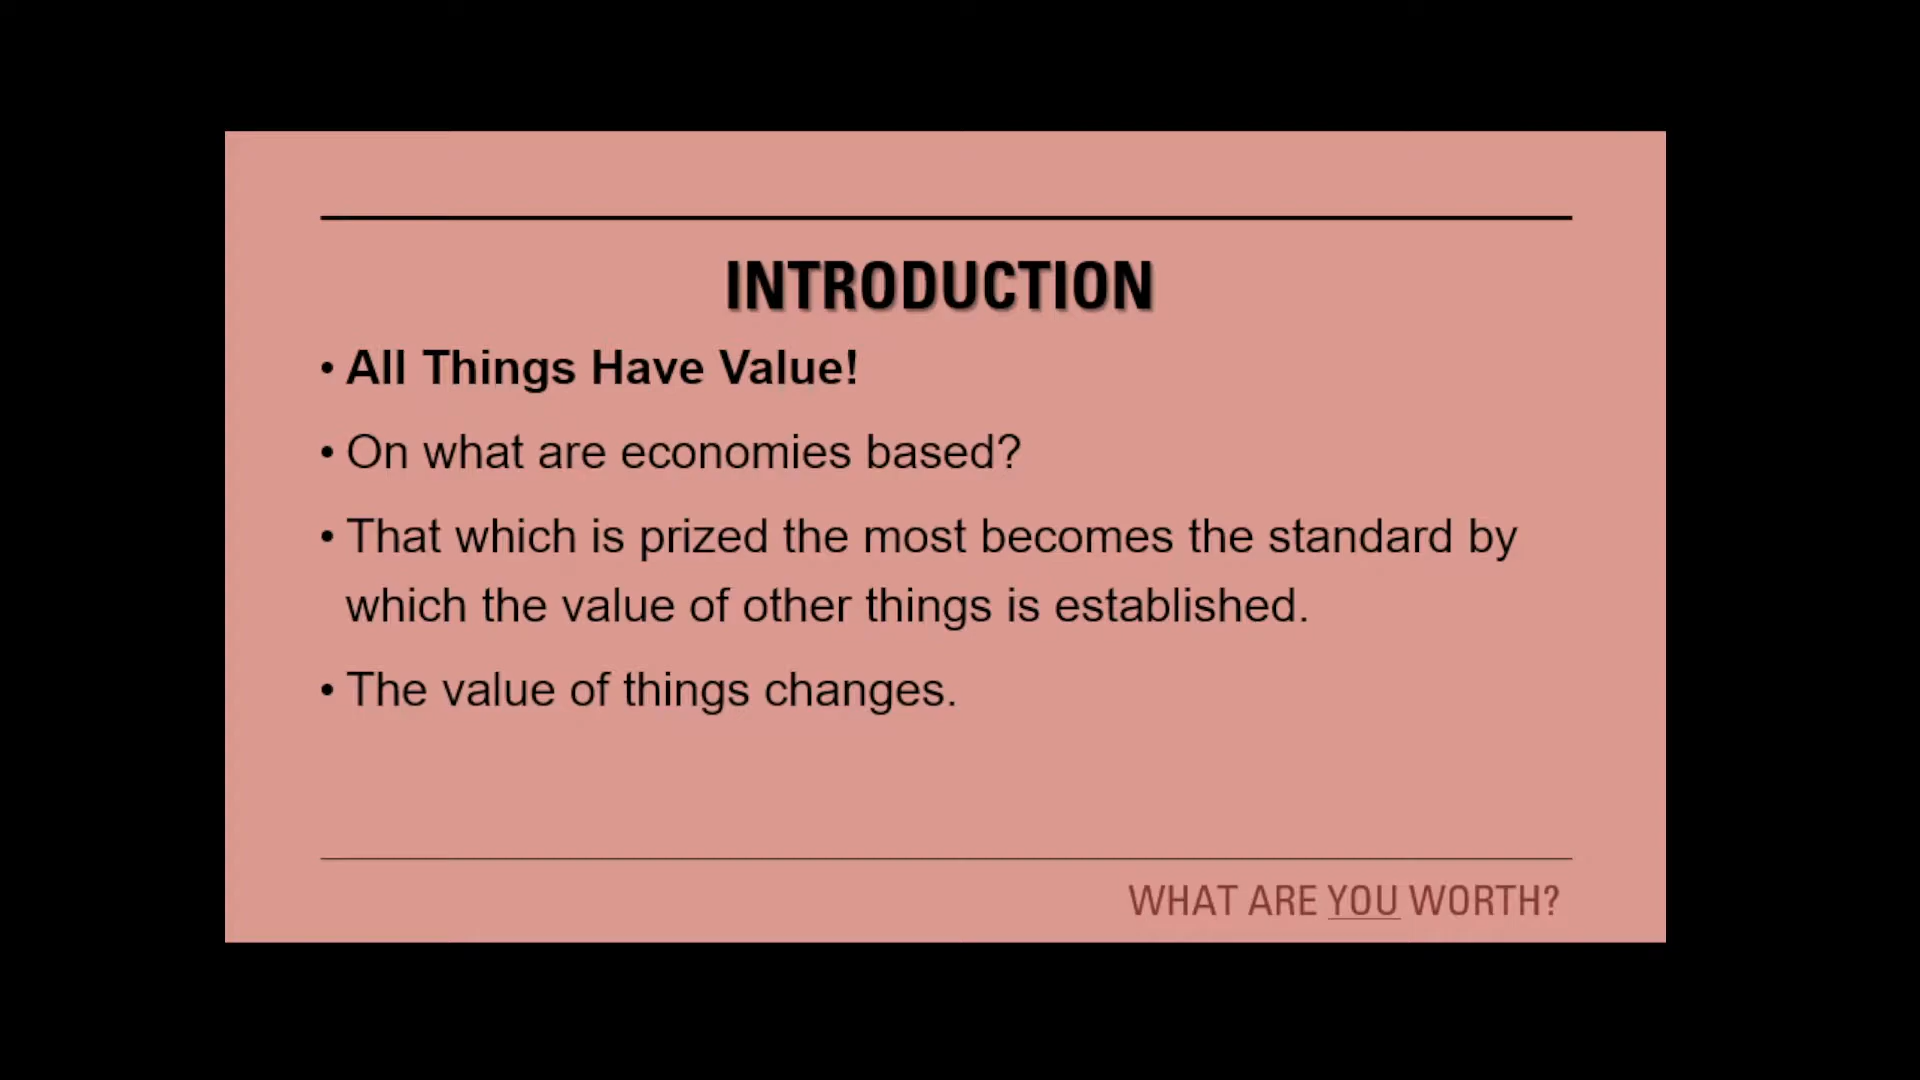 INTRODUCTION
• All Things Have Value!
• On what are economies based?
• That which is prized the most becomes the standard by
which the value of other things is established.
• The value of things changes.
WHAT ARE YOU WORTH?